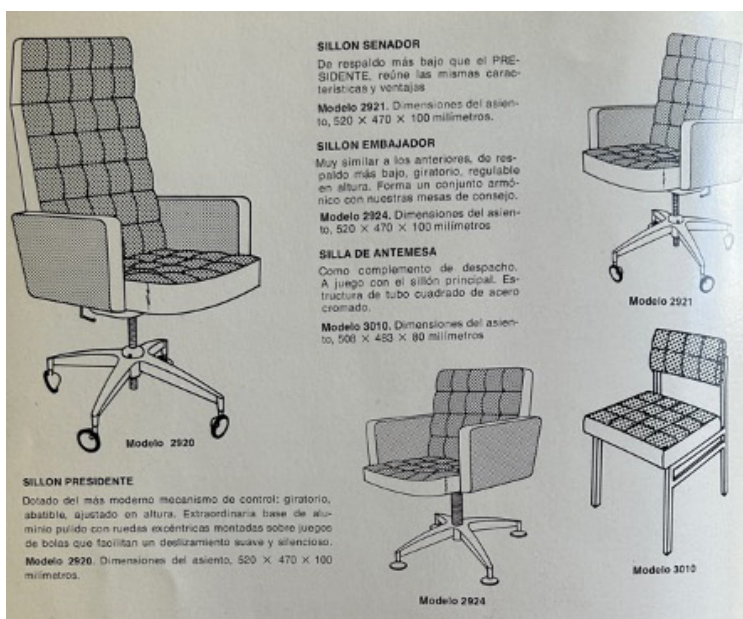 SILLON SENADOR
De respaldo más bajo que el PRE-
SIDENTE, reúne las mismas carac-
terísticas y ventajas
Modelo 2921. Dimensiones del asien-
to, 520 × 470 × 100 milímetros.
SILLON EMBAJADOR
Muy similar a los anteriores, de res-
paldo más bajo, giratorio, regulable
en altura. Forma un conjunto armó-
nico con nuestras mesas de consejo.
Modelo 2924. Dimensiones del asien-
to, 520 × 470 × 100 milímetros
SILLA DE ANTEMESA
Como complemento de despacho.
A juego con el sillón principal. Es-
tructura de tubo cuadrado de acero
cromado.
Modelo 3010. Dimensiones del asien-
to, 508 × 483 × 80 milímetros
Modelo 2921
Modelo 2920
SILLON PRESIDENTE
Dotado del más moderno mecanismo de control: giratorio,
abatible, ajustado en altura. Extraordinaria base de alu-
minio pulido con ruedas excéntricas montadas sobre juegos
de bolas que facilitan un deslizamiento suave y silencioso.
Modelo 2920. Dimensiones del asiento, 520 × 470 × 100
milímetros.
Modelo 2924
Modelo 3010